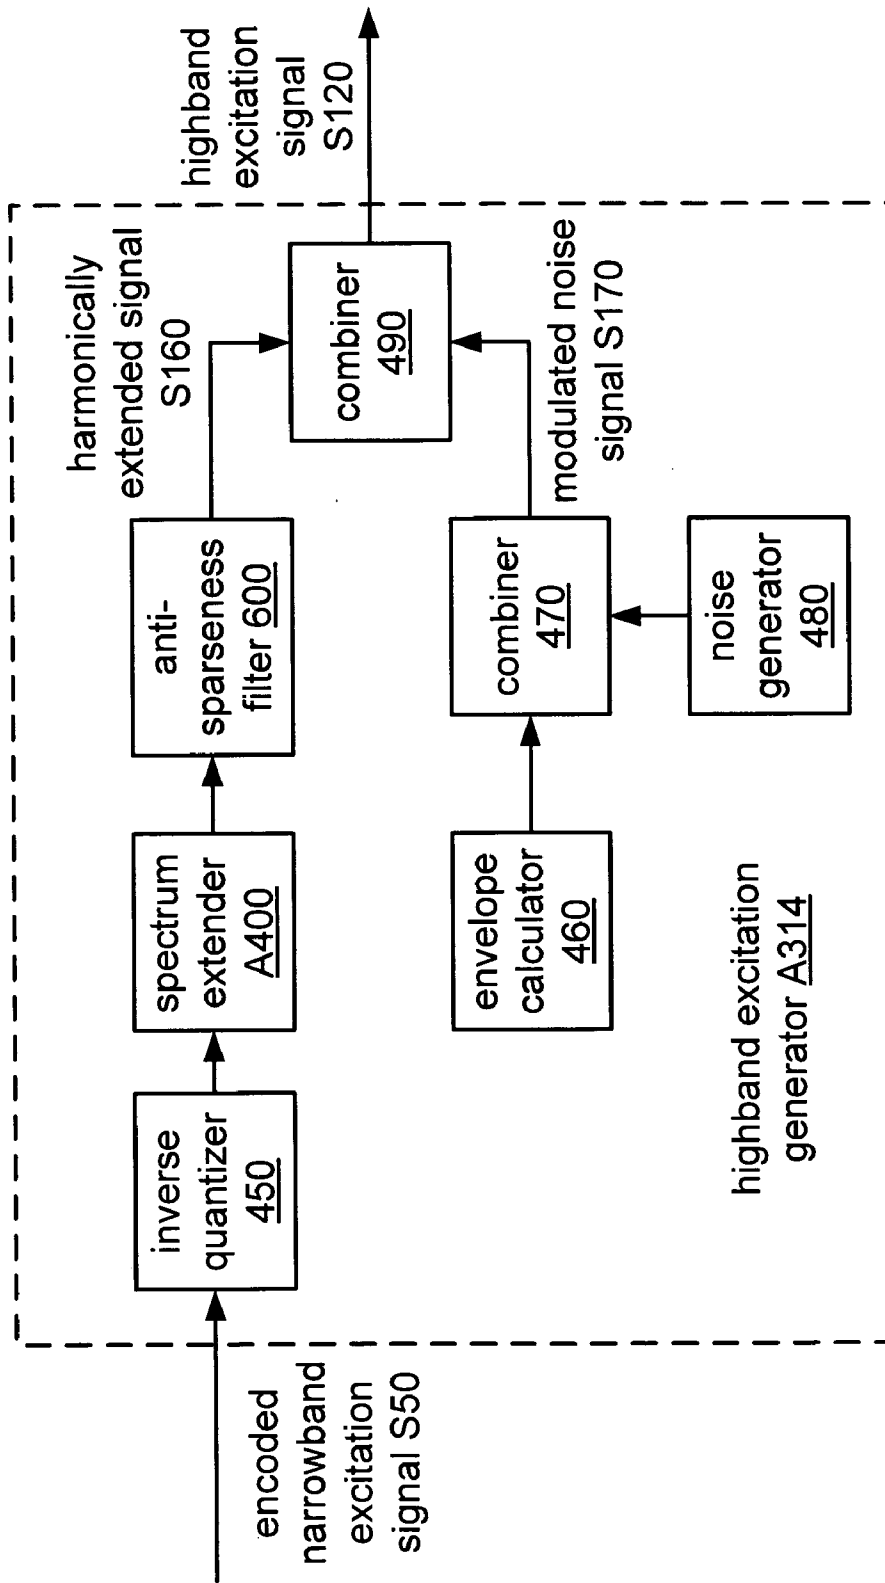 encoded
narrowband
excitation
signal S50
inverse
quantizer
450
spectrum
extender
A400
anti-
sparseness
filter 600
harmonically
extended signal
S160
highband
excitation
signal
S120
combiner
490
envelope
calculator
460
combiner
470
modulated noise
signal S170
noise
generator
480
highband excitation
generator A314